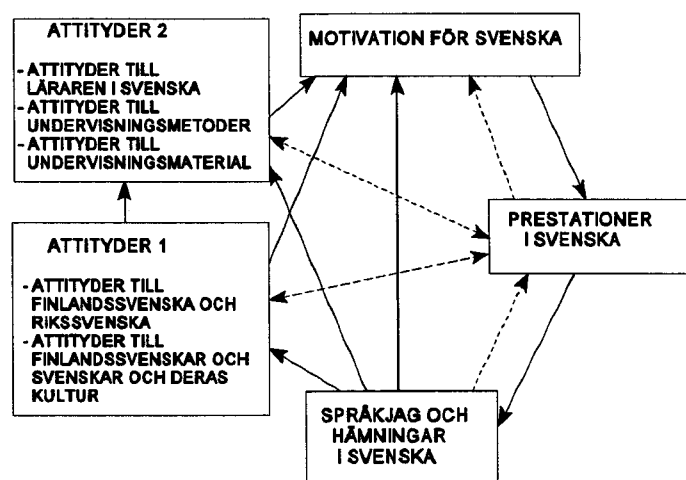 ATTITYDER 2
- ATTITYDER TILL
LÄRAREN I SVENSKA
- ATTITYDER TILL
UNDERVISNINGSMETODER
- ATTITYDER TILL
UNDERVISNINGSMATERIAL
MOTIVATION FÖR SVENSKA
PRESTATIONER
I SVENSKA
ATTITYDER 1
- ATTITYDER TILL
FINLANDSSVENSKA OCH
RIKSSVENSKA
- ATTITYDER TILL
FINLANDSSVENSKAR OCH
SVENSKAR OCH DERAS
KULTUR
SPRÅKJAG OCH
HÄMNINGAR
I SVENSKA